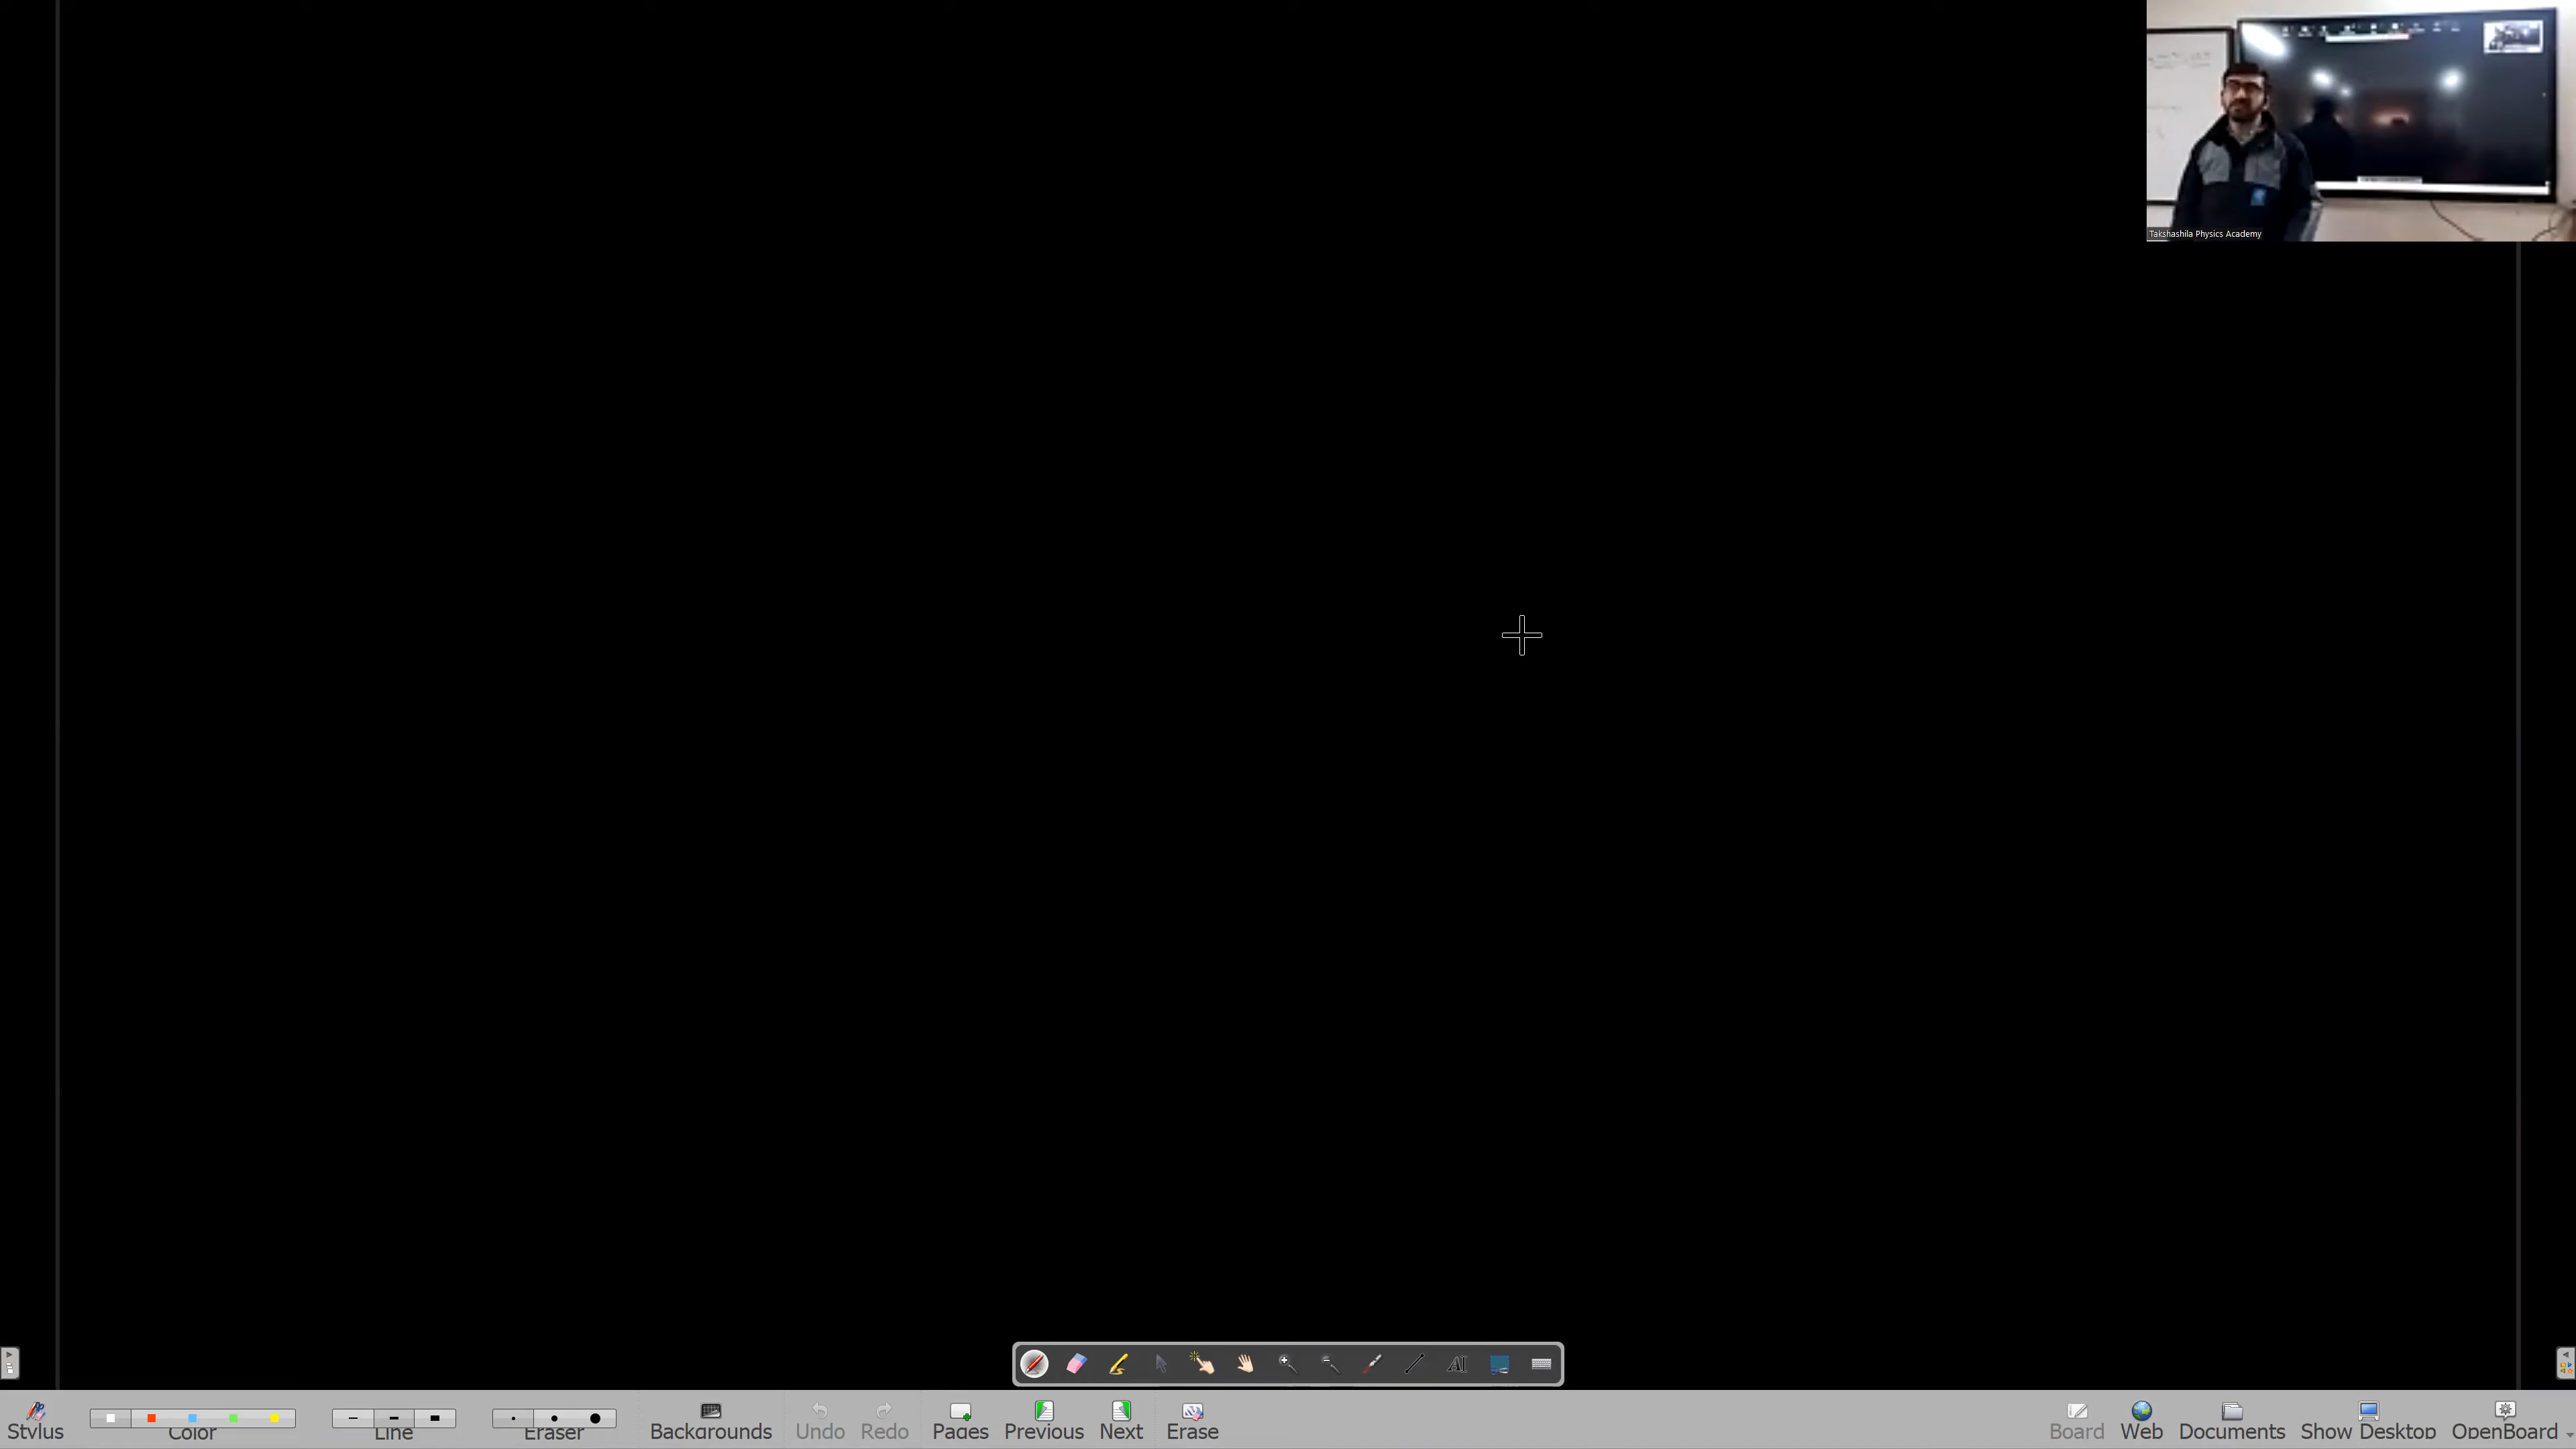 Takshashila Physics Academy
Stylus
Color
Line
Eraser
Backgrounds
Undo
Redo
Pages
Previous
Next
Erase
Board
Web
Documents
Show Desktop
OpenBoard